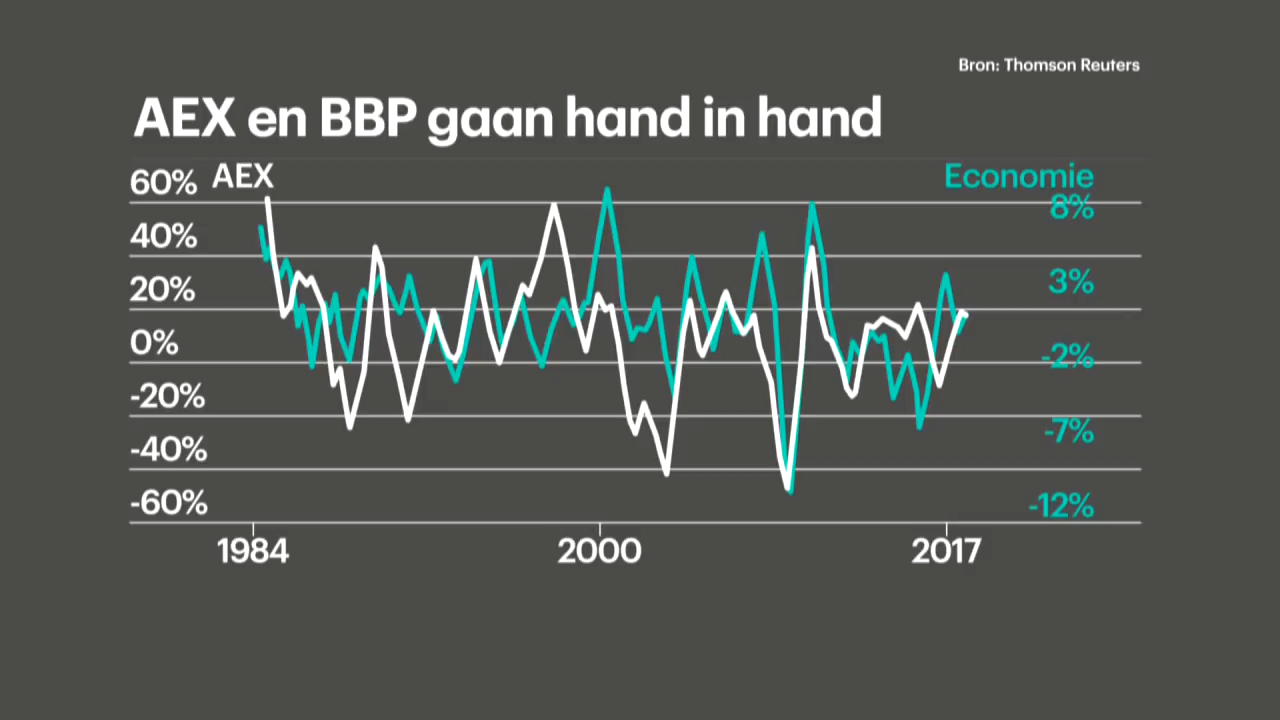 Bron: Thomson Reuters
AEX en BBP gaan hand in hand
60% AEX Economie
8%
40%
20% 3%
0% -2%
-20%
-7%
-40%
-60% -12%
1984 2000 2017